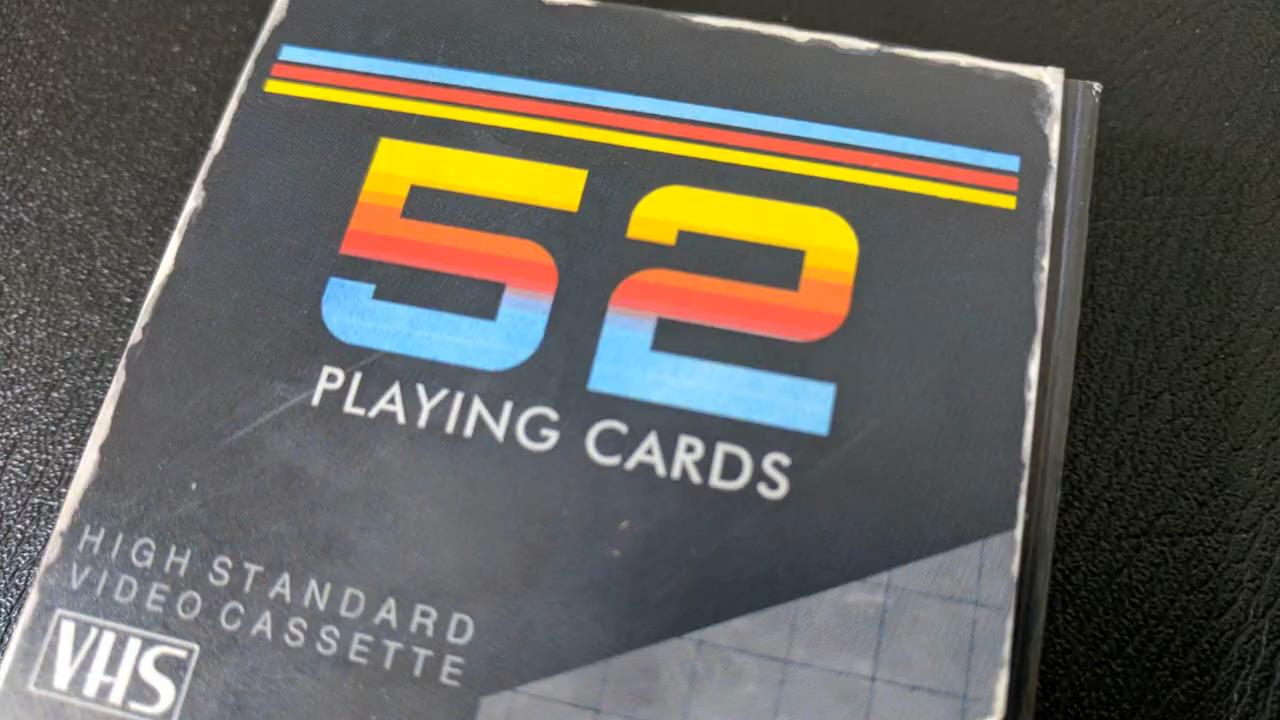 52
PLAYING CARDS
HIGH STANDARD
VIDEO CASSETTE
VHS